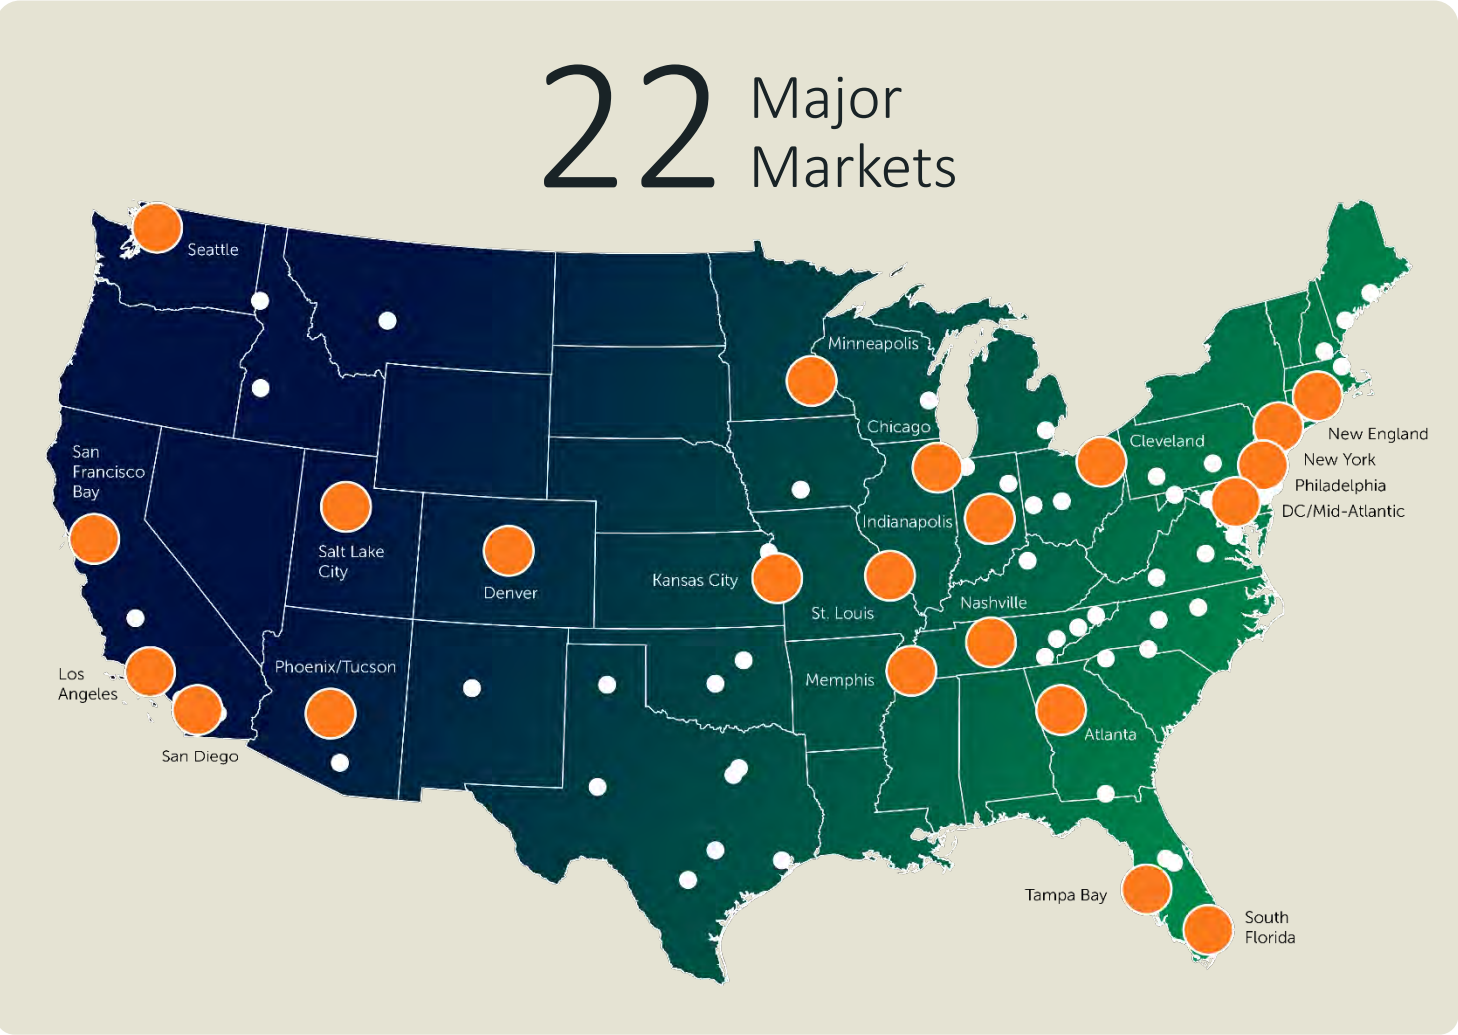 22 Major
Markets
Seattle
Minneapolis
Chicago
Cleveland
New England
New York
Philadelphia
DC/Mid-Atlantic
San
Francisco
Bay
Salt Lake
City
Denver
Kansas City
Indianapolis
St. Louis
Nashville
Los
Angeles
Phoenix/Tucson
Memphis
Atlanta
San Diego
Tampa Bay
South
Florida